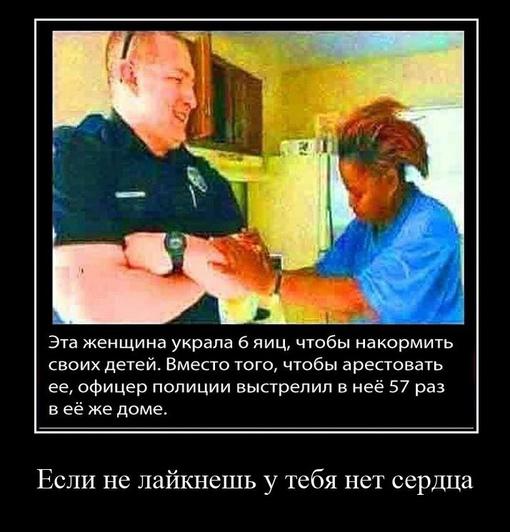 Эта женщина украла 6 яиц, чтобы накормить
своих детей. Вместо того, чтобы арестовать
ее, офицер полиции выстрелил в неё 57 раз
в её же доме.
Если не лайкнешь у тебя нет сердца